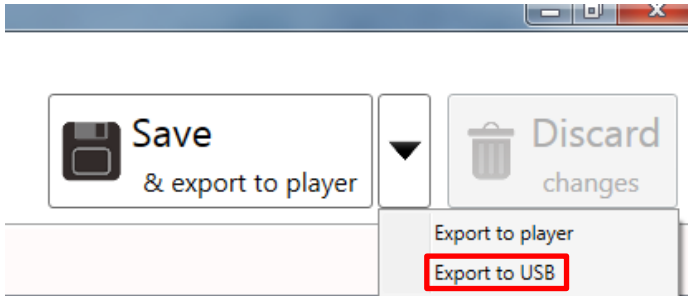 Save
& export to player
Discard
changes
Export to player
Export to USB